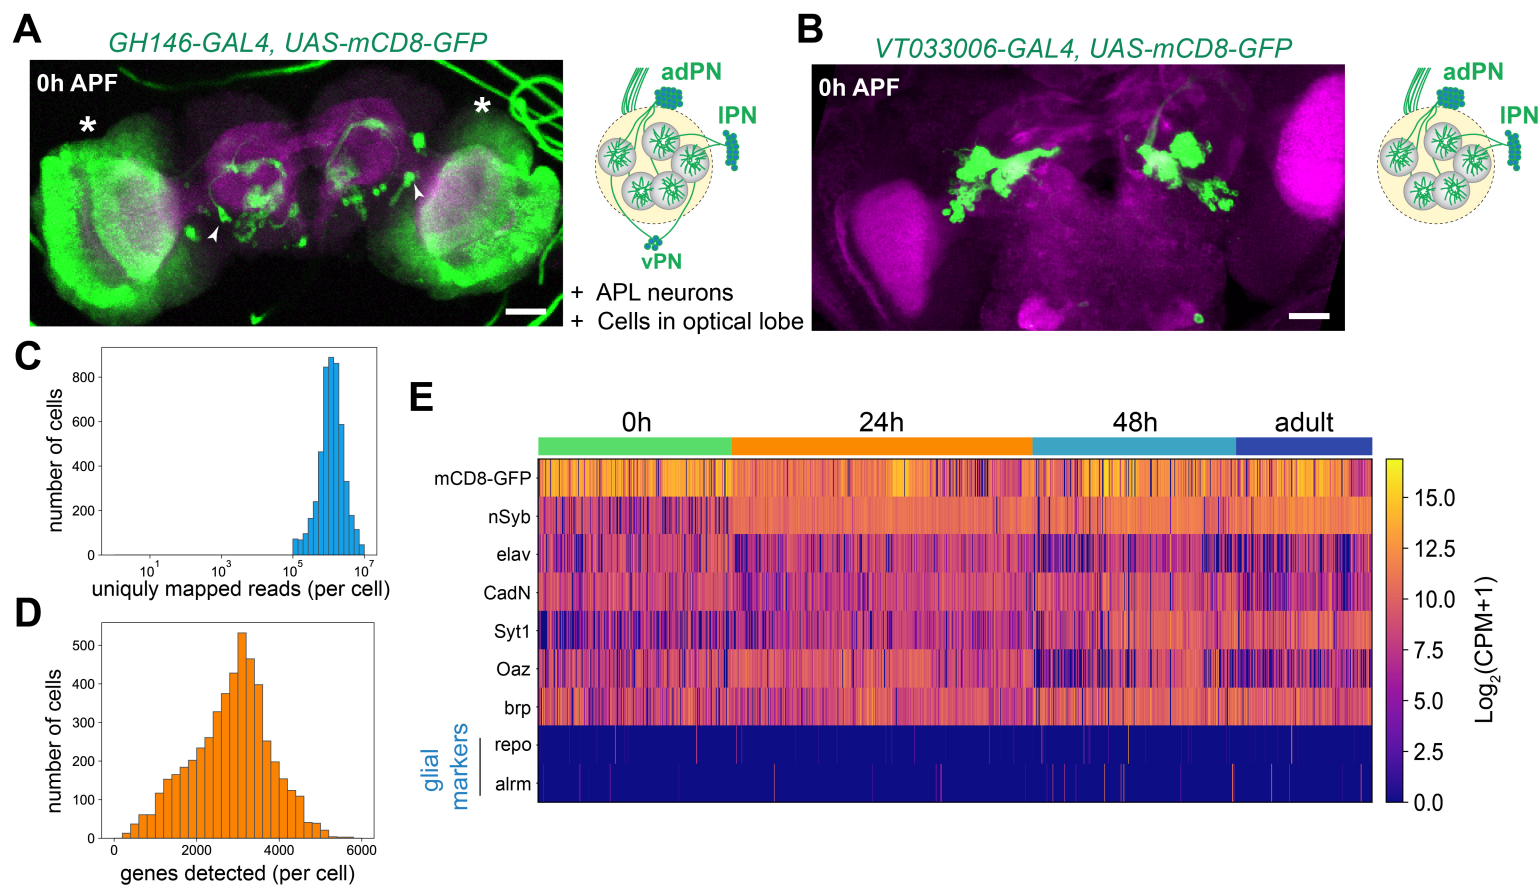 A
GH146-GAL4, UAS-mCD8-GFP
0h APF
*
*
adPN
lPN
vPN
+ APL neurons
+ Cells in optical lobe
B
VT033006-GAL4, UAS-mCD8-GFP
0h APF
adPN
lPN
C
number of cells
800
600
400
200
0
10^1
10^3
10^5
10^7
uniquly mapped reads (per cell)
D
number of cells
500
400
300
200
100
0
0
2000
4000
6000
genes detected (per cell)
E
0h
24h
48h
adult
mCD8-GFP
nSyb
elav
CadN
Syt1
Oaz
brp
repo
alrm
glial
markers
15.0
12.5
10.0
7.5
5.0
2.5
0.0
Log2(CPM+1)